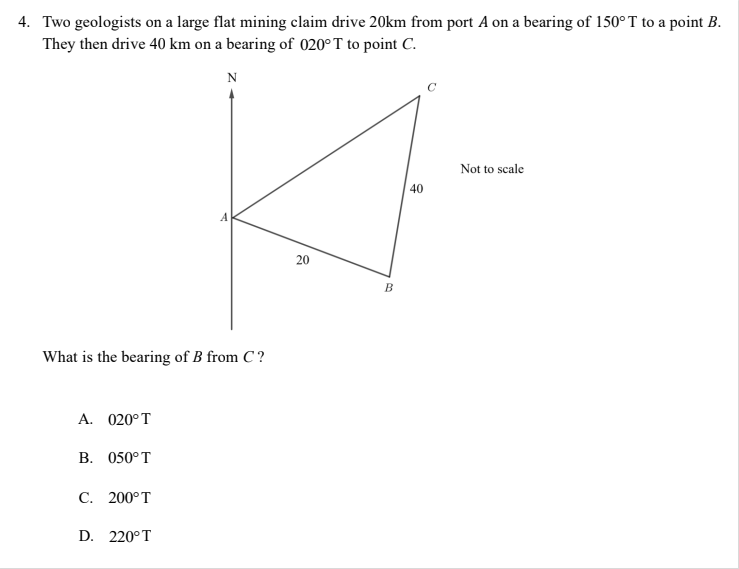 4. Two geologists on a large flat mining claim drive 20km from port A on a bearing of 150°T to a point B.
They then drive 40 km on a bearing of 020°T to point C.
N
C
Not to scale
40
A
20
B
What is the bearing of B from C ?
A. 020°T
B. 050°T
C. 200°T
D. 220°T